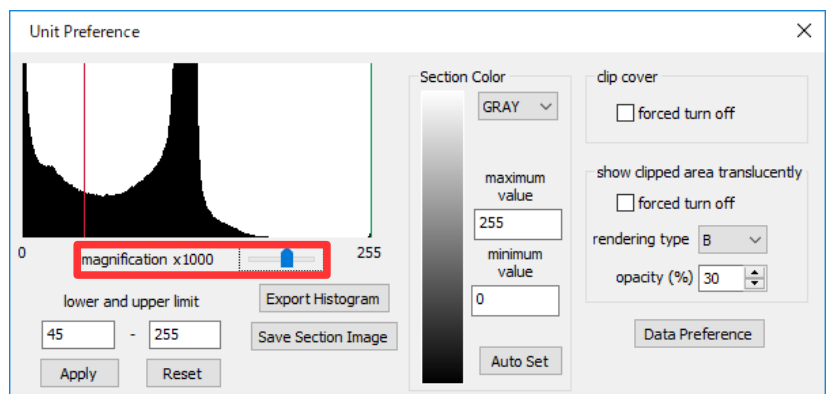 Unit Preference
0
magnification x1000
255
lower and upper limit
45 - 255
Apply
Reset
Export Histogram
Save Section Image
Section Color
GRAY
maximum
value
255
minimum
value
0
Auto Set
clip cover
forced turn off
show clipped area translucently
forced turn off
rendering type B
opacity (%) 30
Data Preference